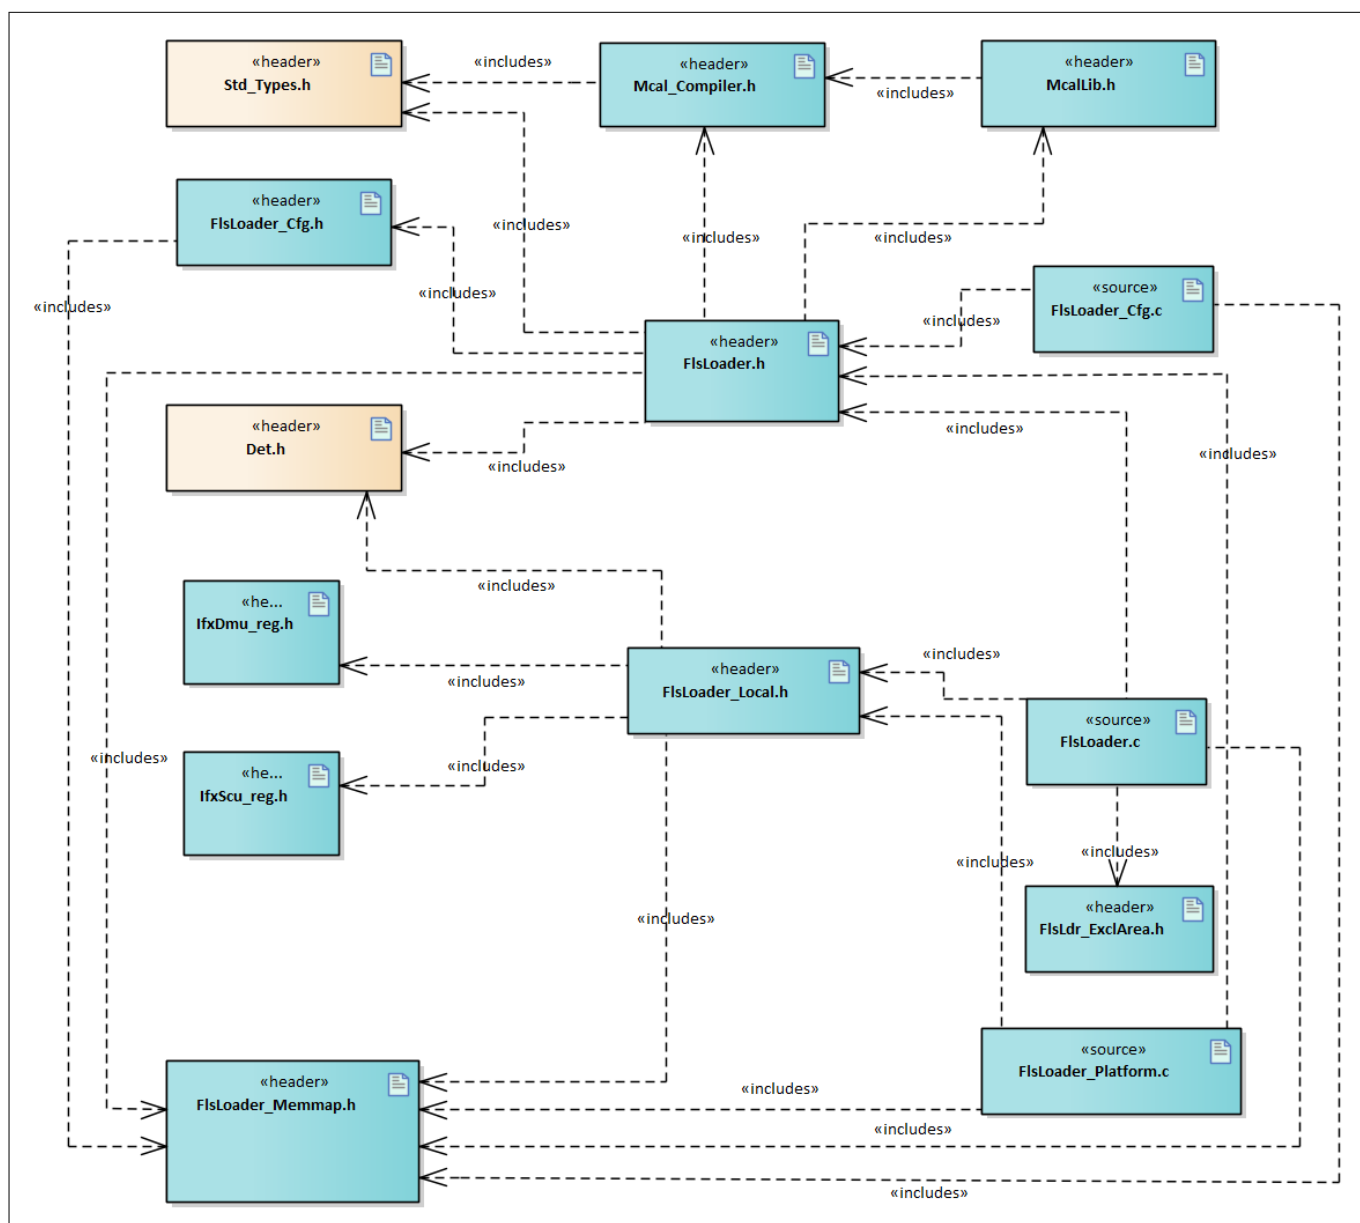 «header»
Std_Types.h
«includes»
«header»
Mcal_Compiler.h
«includes»
«header»
McalLib.h
«header»
FlsLoader_Cfg.h
«includes»
«includes»
«includes»
«includes»
«includes»
«includes»
«source»
FlsLoader_Cfg.c
«includes»
«header»
FlsLoader.h
«header»
Det.h
«includes»
«includes»
«includes»
«includes»
«he...
IfxDmu_reg.h
«includes»
«header»
FlsLoader_Local.h
«includes»
«source»
FlsLoader.c
«includes»
«he...
IfxScu_reg.h
«includes»
«includes»
«includes»
«includes»
«header»
FlsLdr_ExclArea.h
«source»
FlsLoader_Platform.c
«header»
FlsLoader_Memmap.h
«includes»
«includes»
«includes»